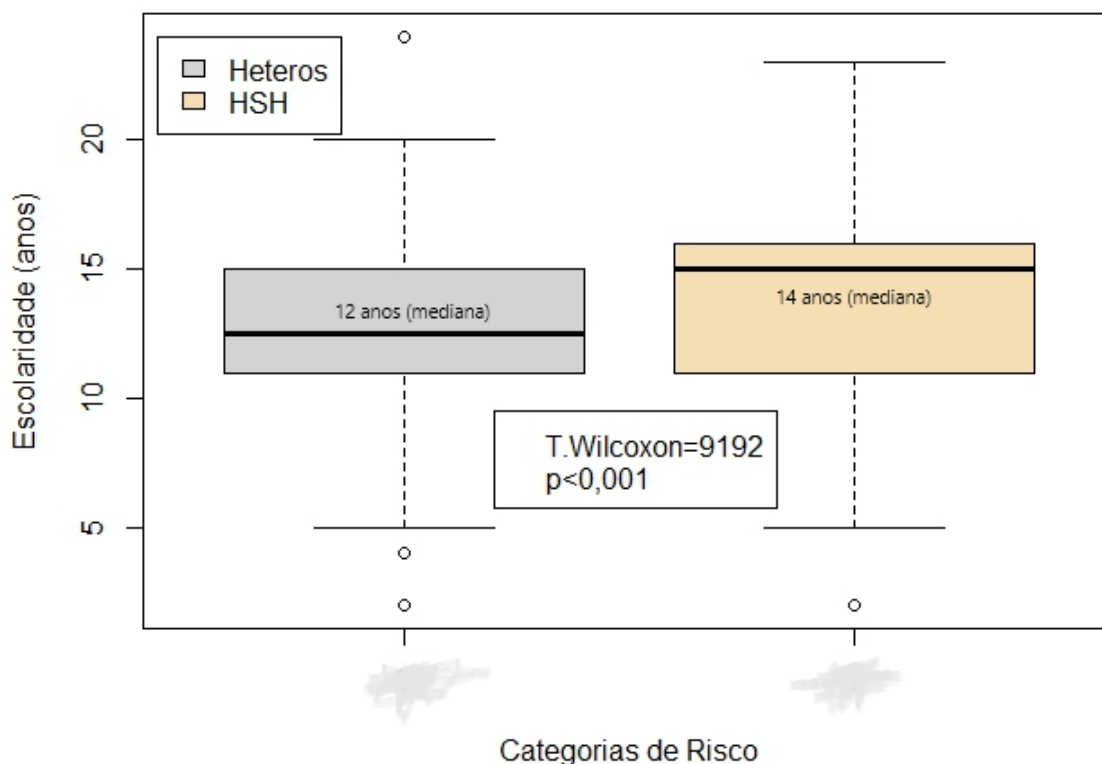 Heteros
HSH
Escolaridade (anos)
20
15
10
5
12 anos (mediana)
14 anos (mediana)
T.Wilcoxon=9192
p<0,001
Categorias de Risco